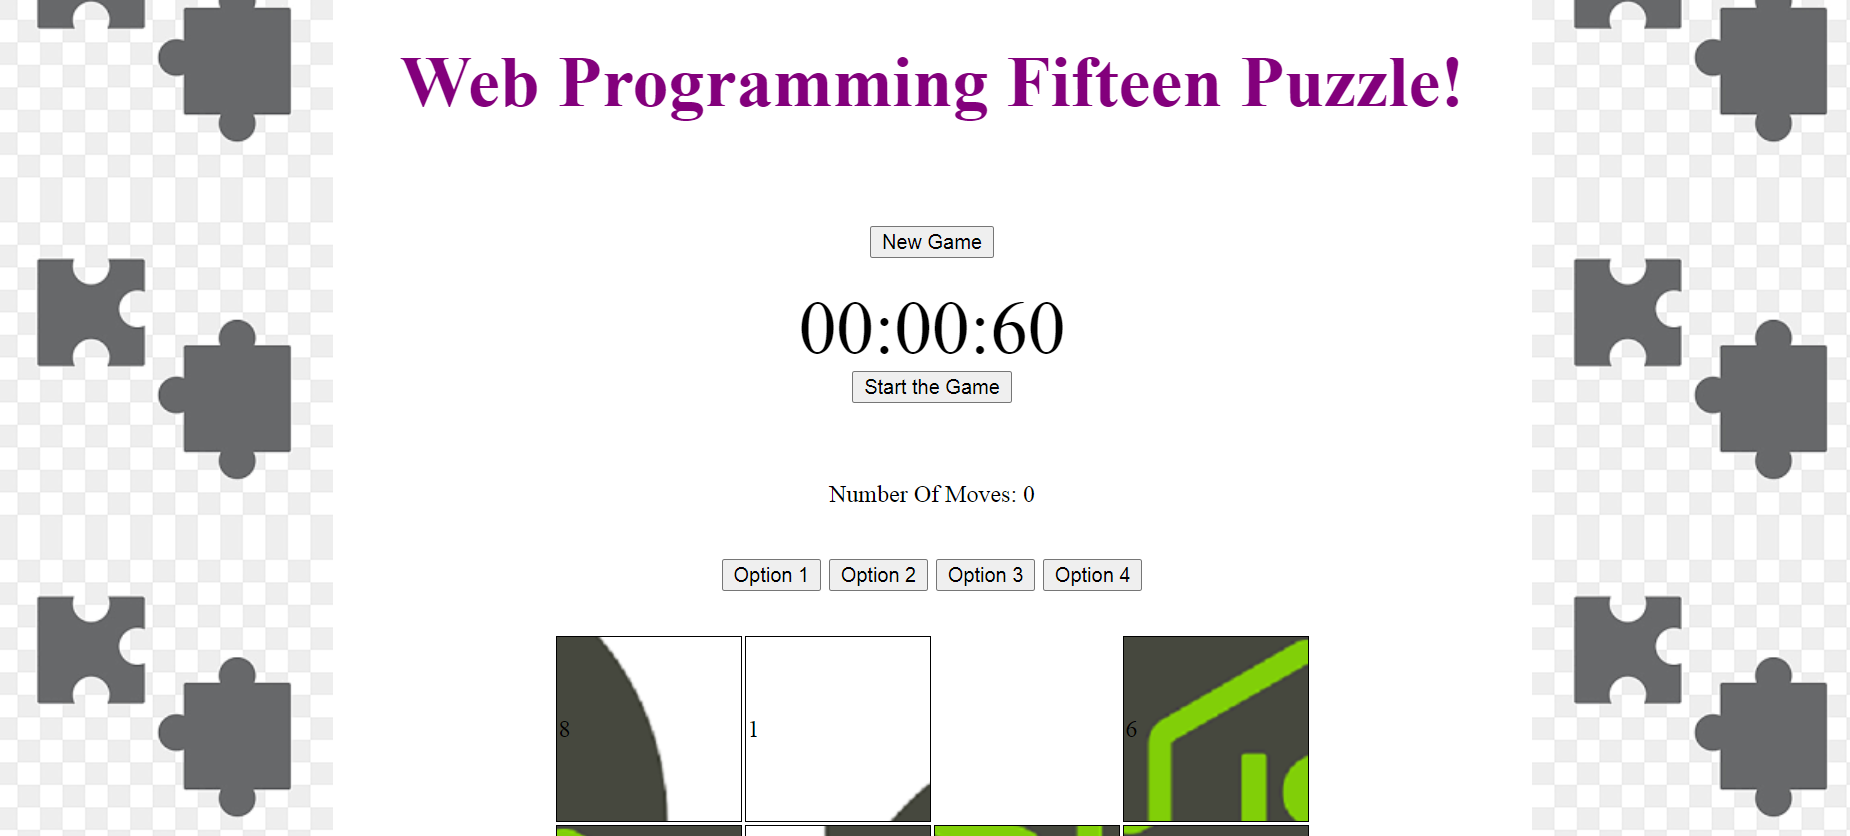 Web Programming Fifteen Puzzle!
New Game
00:00:60
Start the Game
Number Of Moves: 0
Option 1 Option 2 Option 3 Option 4
8 1 6